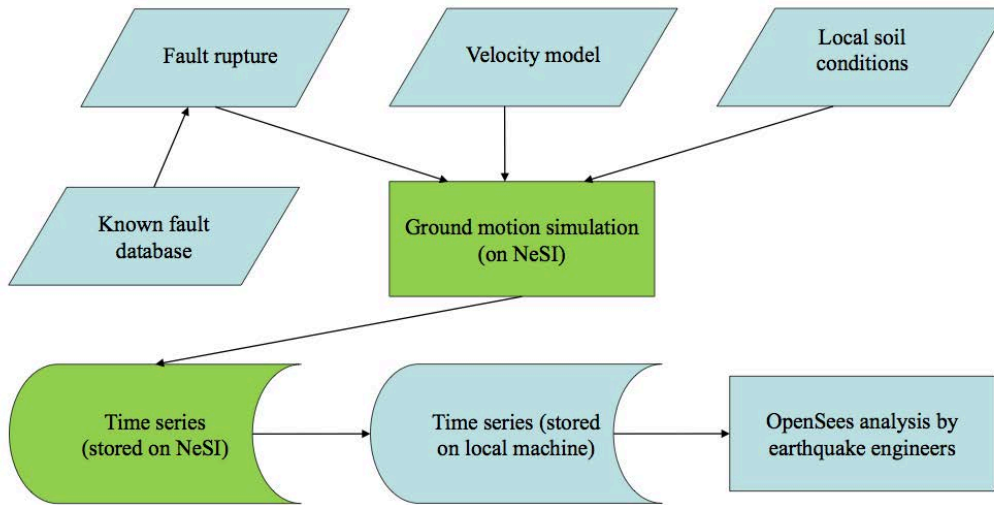 Fault rupture
Velocity model
Local soil
conditions
Known fault
database
Ground motion simulation
(on NeSI)
Time series
(stored on NeSI)
Time series (stored
on local machine)
OpenSees analysis by
earthquake engineers